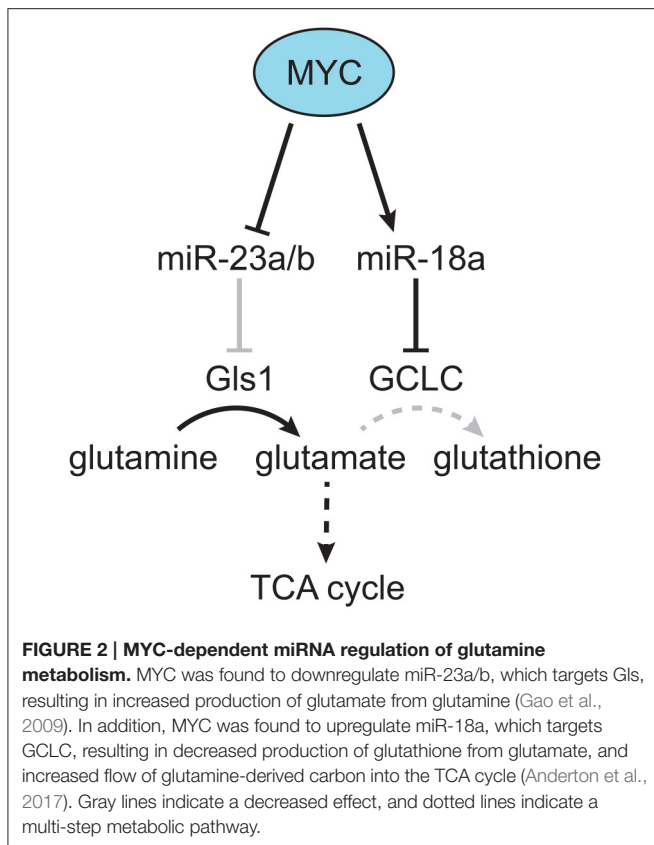 MYC
miR-23a/b miR-18a
Gls1 GCLC
glutamine glutamate glutathione
TCA cycle
FIGURE 2 | MYC-dependent miRNA regulation of glutamine
metabolism. MYC was found to downregulate miR-23a/b, which targets Gls,
resulting in increased production of glutamate from glutamine (Gao et al.,
2009). In addition, MYC was found to upregulate miR-18a, which targets
GCLC, resulting in decreased production of glutathione from glutamate, and
increased flow of glutamine-derived carbon into the TCA cycle (Anderton et al.,
2017). Gray lines indicate a decreased effect, and dotted lines indicate a
multi-step metabolic pathway.